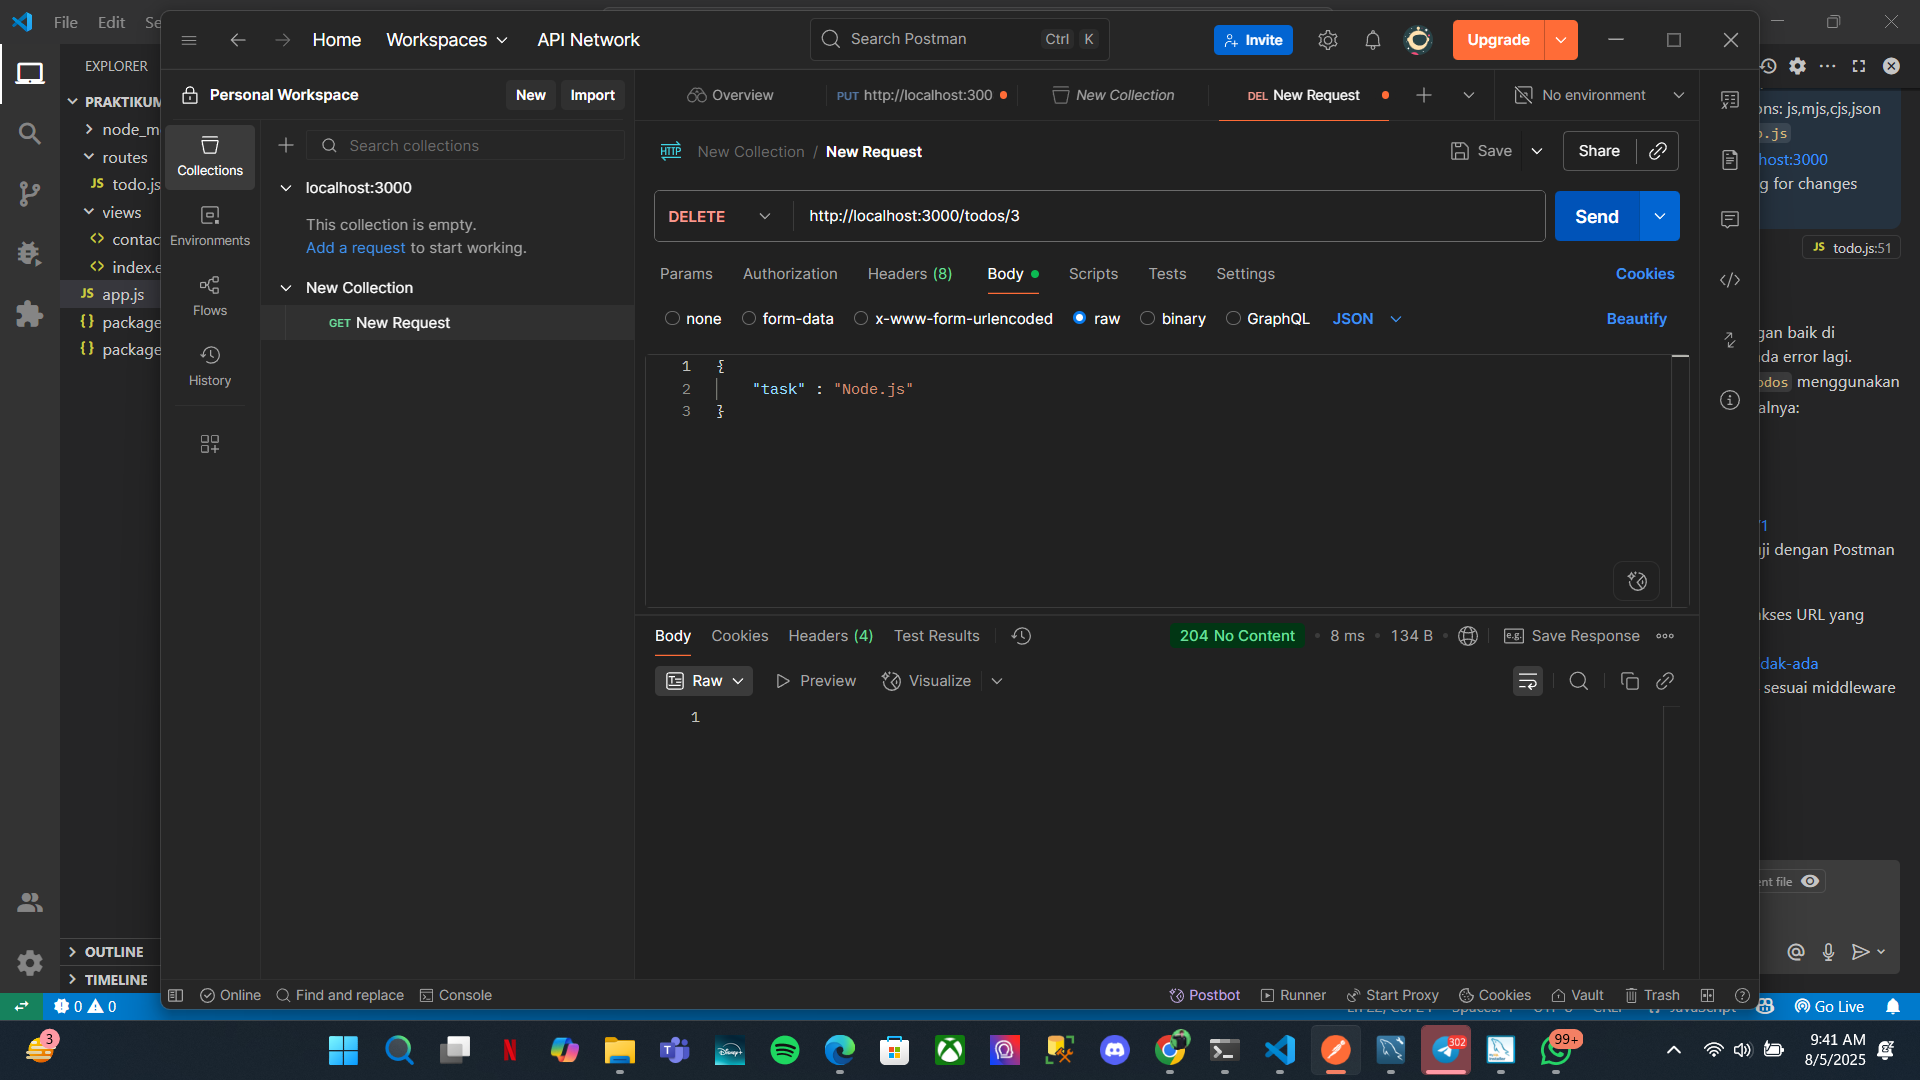 File Edit
Home Workspaces API Network
Search Postman Ctrl K
Invite
Upgrade
EXPLORER
PRAKTIKUM
routes
JS todo.js
views
JS app.js
{} package
{} package
OUTLINE
TIMELINE
Personal Workspace New Import
Collections
Environments
Flows
History
Search collections
localhost:3000
This collection is empty.
Add a request to start working.
New Collection
GET New Request
Overview
PUT http://localhost:300
New Collection
DEL New Request
No environment
HTTP New Collection / New Request
Save
Share
DELETE http://localhost:3000/todos/3
Send
Params Authorization Headers (8) Body Scripts Tests Settings Cookies
none form-data x-www-form-urlencoded raw binary GraphQL JSON Beautify
1 {
2 "task" : "Node.js"
3 }
Body Cookies Headers (4) Test Results
204 No Content 8 ms 134 B
e.g. Save Response
Raw Preview Visualize
1
js,mjs,cjs,json
host:3000
g for changes
JS todo.js:51
gan baik di
da error lagi.
odos menggunakan
alnya:
/1
ji dengan Postman
kses URL yang
dak-ada
sesuai middleware
ent file
Online Find and replace Console
Postbot Runner Start Proxy Cookies Vault Trash
0 0
Go Live
3
302
99+
9:41 AM
8/5/2025